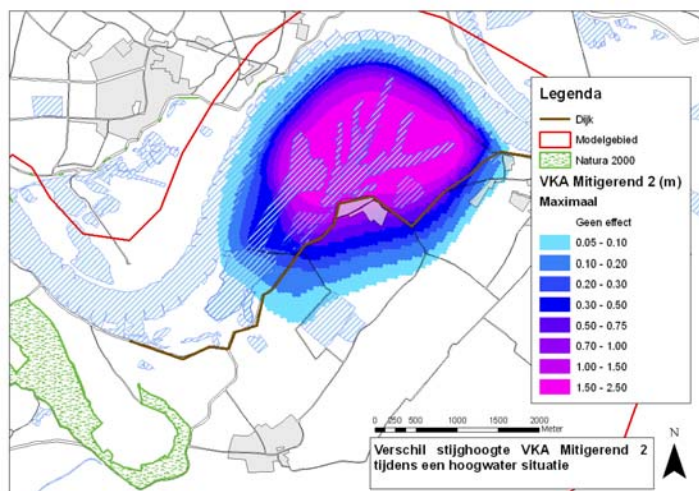 Legenda
Dijk
Modelgebied
Natura 2000
VKA Mitigerend 2 (m)
Maximaal
Geen effect
0.05 - 0.10
0.10 - 0.20
0.20 - 0.30
0.30 - 0.50
0.50 - 0.75
0.70 - 1.00
1.00 - 1.50
1.50 - 2.50
0 250 500 1000 1500 2000
Meter
N
Verschil stijghoogte VKA Mitigerend 2
tijdens een hoogwater situatie